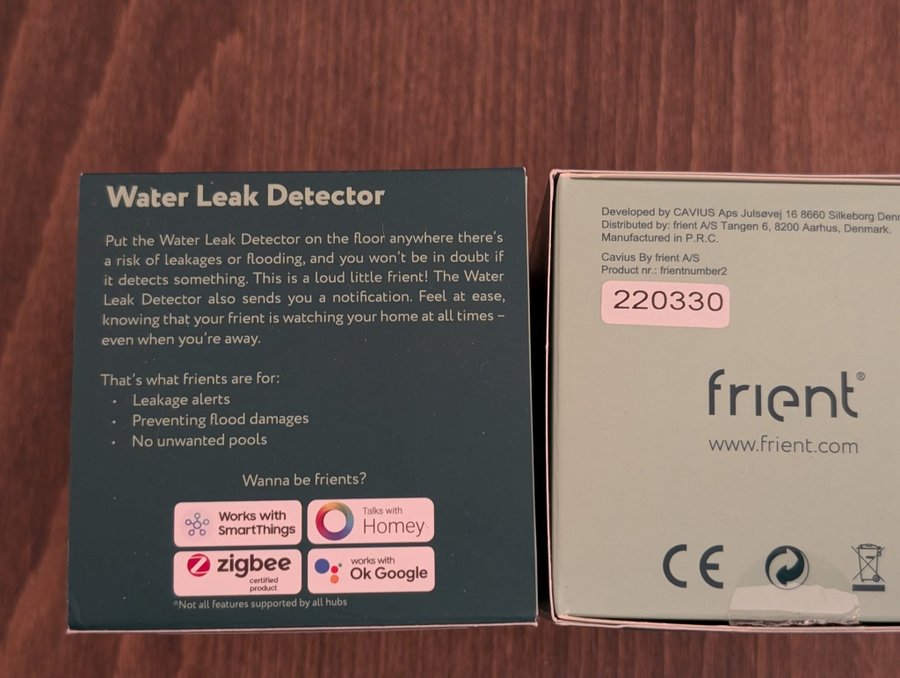 Water Leak Detector
Put the Water Leak Detector on the floor anywhere there's
a risk of leakages or flooding, and you won't be in doubt if
it detects something. This is a loud little frient! The Water
Leak Detector also sends you a notification. Feel at ease,
knowing that your frient is watching your home at all times –
even when you're away.
That's what frients are for:
• Leakage alerts
• Preventing flood damages
• No unwanted pools
Wanna be frients?
Works with
SmartThings
Talks with
Homey
zigbee
certified
product
works with
Ok Google
*Not all features supported by all hubs
Developed by CAVIUS Aps Julsøvej 16 8660 Silkeborg Denr
Distributed by: frient A/S Tangen 6, 8200 Aarhus, Denmark.
Manufactured in P.R.C.
Cavius By frient A/S
Product nr.: frientnumber2
220330
frient®
www.frient.com
CE